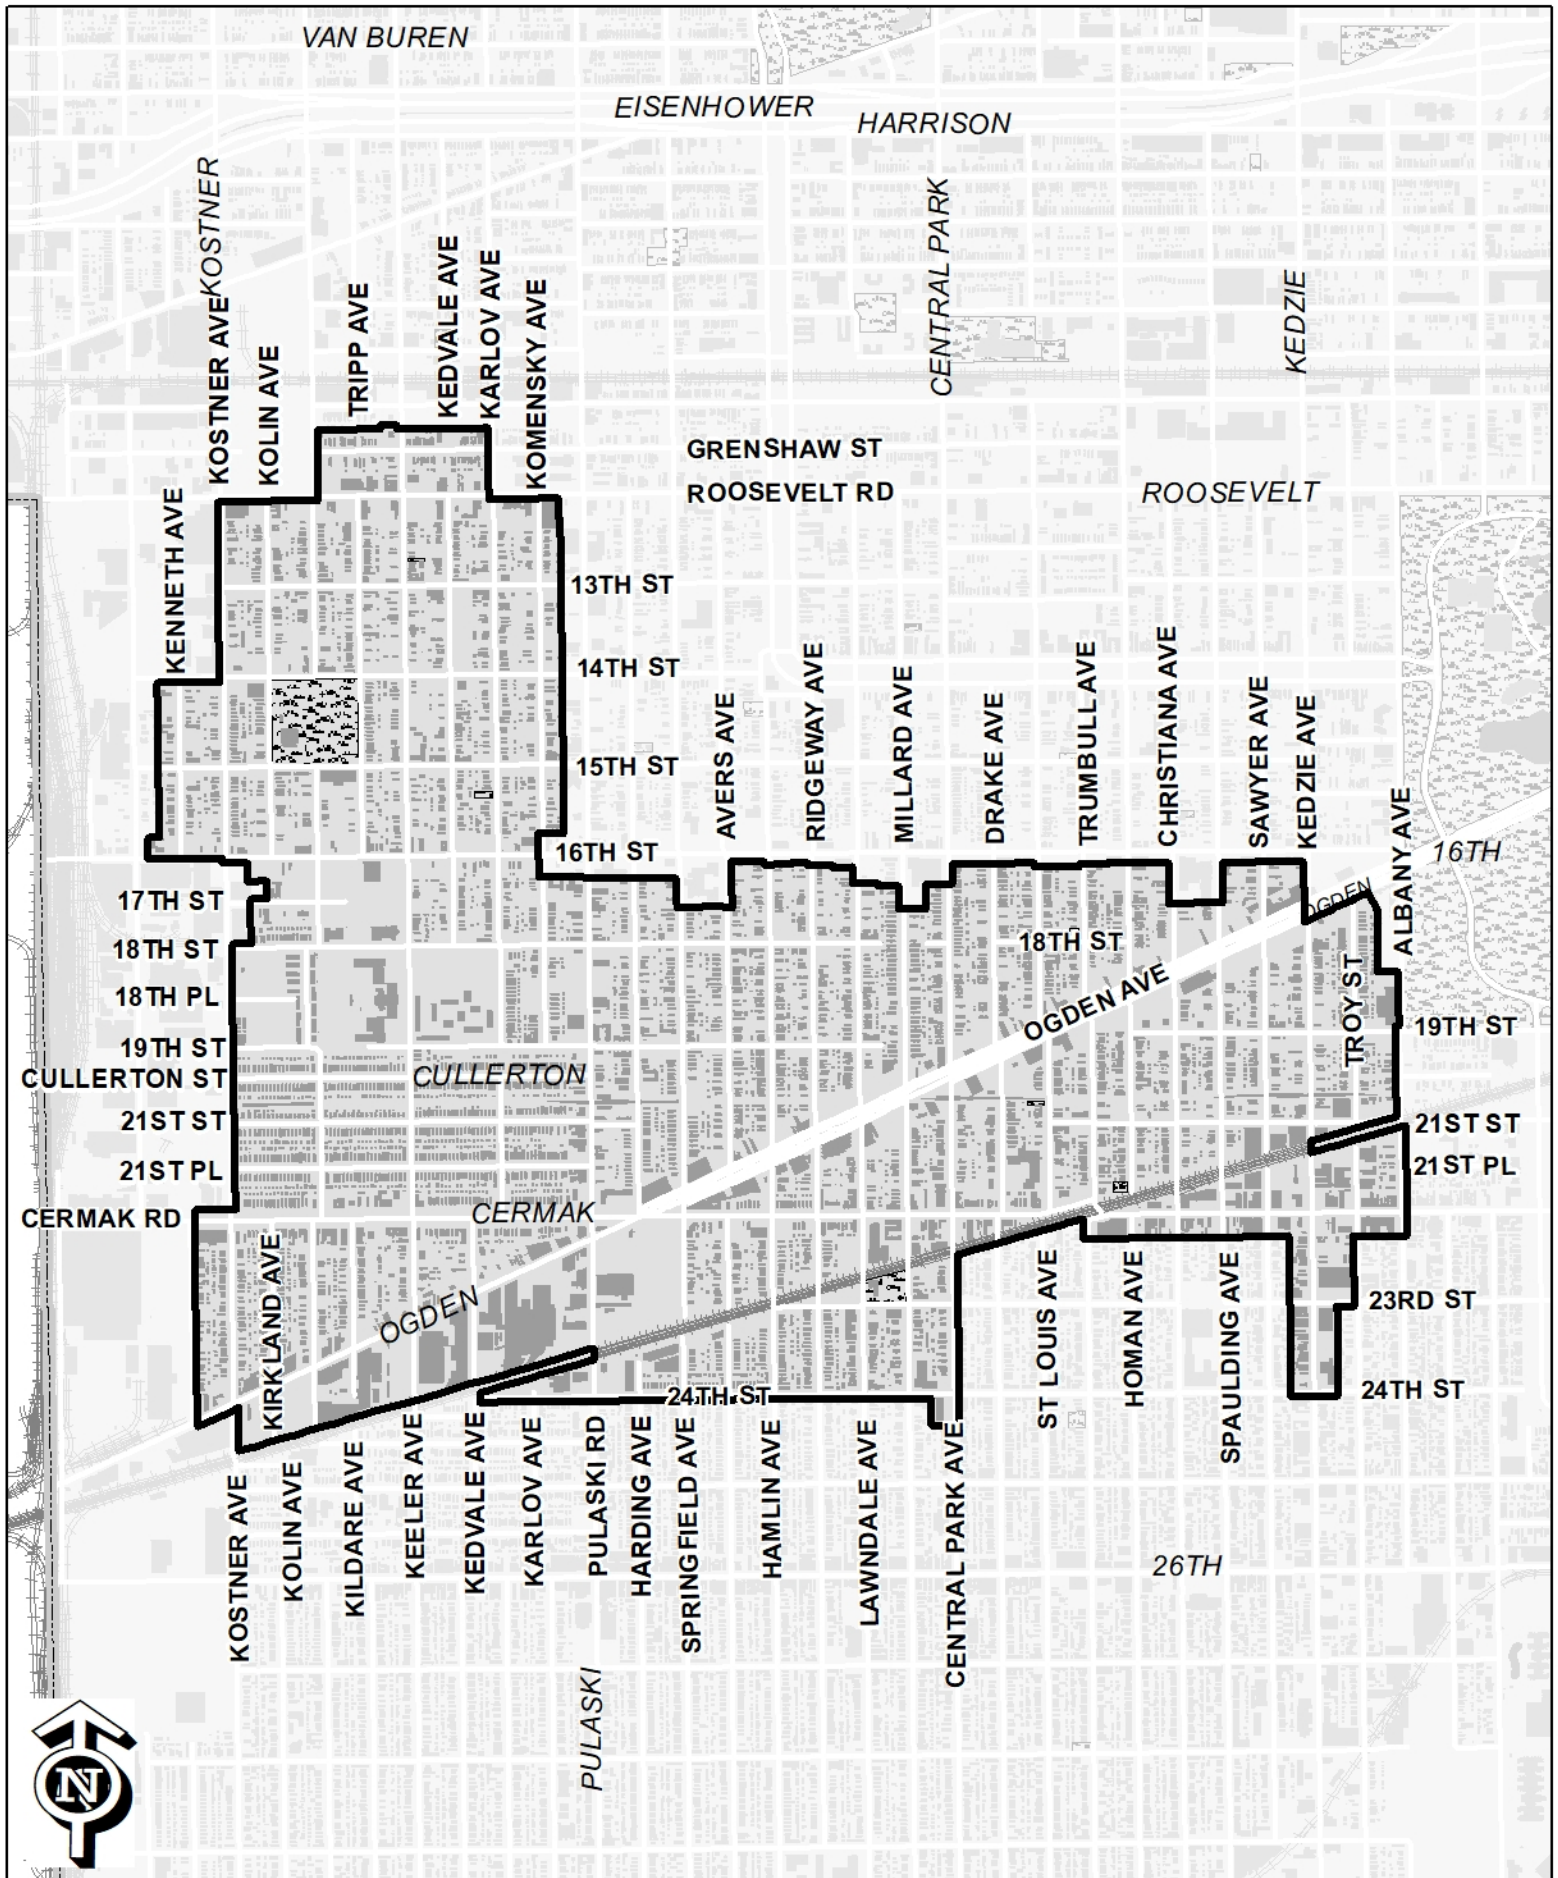 VAN BUREN
EISENHOWER
HARRISON
KOSTNER
CENTRAL PARK
KEDZIE
KOSTNER AVE
KOLIN AVE
TRIPP AVE
KEDVALE AVE
KARLOV AVE
KOMENSKY AVE
GRENSHAW ST
ROOSEVELT RD
ROOSEVELT
KENNETH AVE
13TH ST
14TH ST
15TH ST
AVERS AVE
RIDGEWAY AVE
MILLARD AVE
DRAKE AVE
TRUMBULL AVE
CHRISTIANA AVE
SAWYER AVE
KEDZIE AVE
ALBANY AVE
16TH ST
16TH
OGDEN
17TH ST
18TH ST
18TH ST
18TH PL
OGDEN AVE
TROY ST
19TH ST
19TH ST
CULLERTON ST
CULLERTON
21ST ST
21ST ST
21ST PL
21ST PL
CERMAK RD
CERMAK
KIRKLAND AVE
OGDEN
ST LOUIS AVE
HOMAN AVE
SPAULDING AVE
23RD ST
24TH ST
24TH ST
KOSTNER AVE
KOLIN AVE
KILDARE AVE
KEELER AVE
KEDVALE AVE
KARLOV AVE
PULASKI RD
HARDING AVE
SPRINGFIELD AVE
HAMLIN AVE
LAWNDALE AVE
CENTRAL PARK AVE
26TH
PULASKI
N